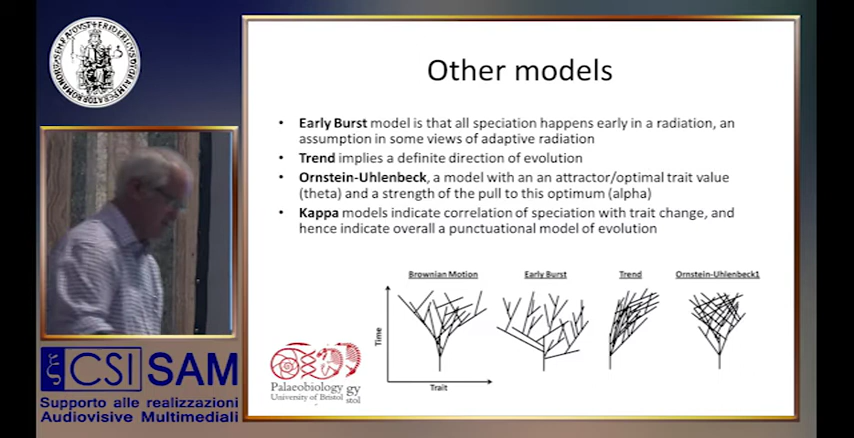 Other models
• Early Burst model is that all speciation happens early in a radiation, an
assumption in some views of adaptive radiation
• Trend implies a definite direction of evolution
• Ornstein-Uhlenbeck, a model with an an attractor/optimal trait value
(theta) and a strength of the pull to this optimum (alpha)
• Kappa models indicate correlation of speciation with trait change, and
hence indicate overall a punctuational model of evolution
Brownian Motion
Early Burst
Trend
Ornstein-Uhlenbeck1
Time
Trait
Palaeobiology gy
University of Bristol stol
CSI SAM
Supporto alle realizzazioni
Audiovisive Multimediali